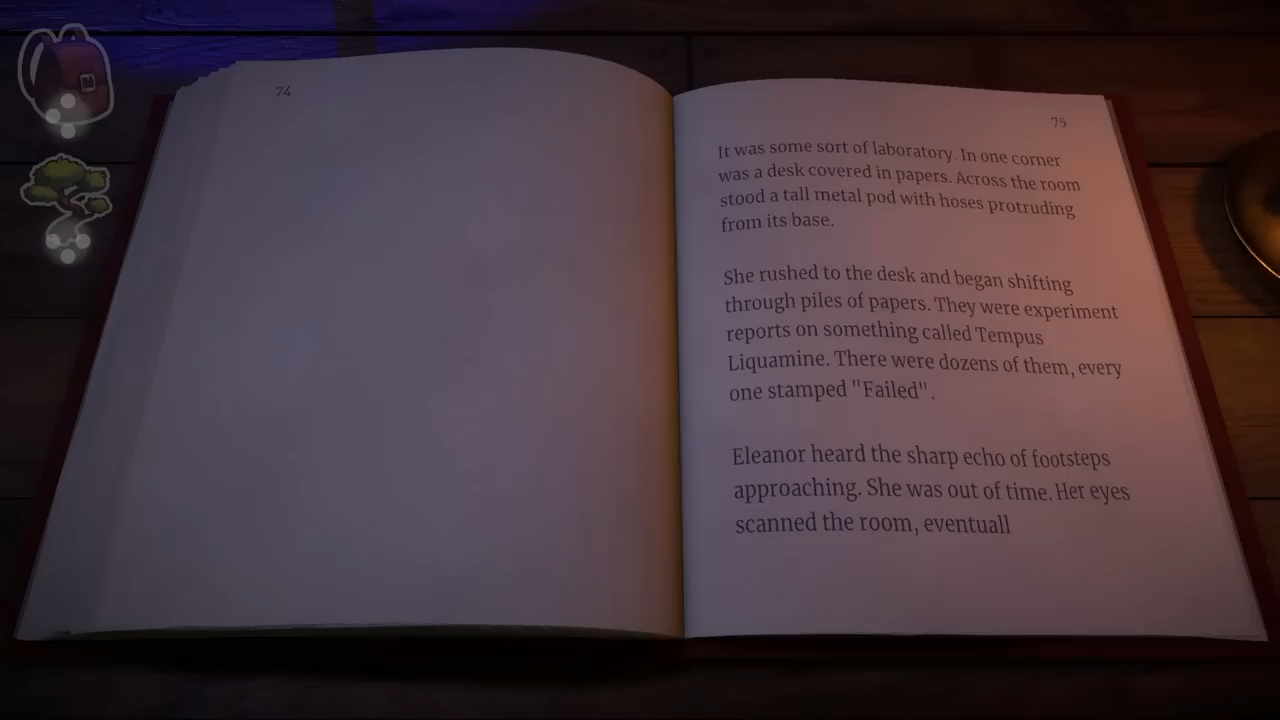 74
75
It was some sort of laboratory. In one corner
was a desk covered in papers. Across the room
stood a tall metal pod with hoses protruding
from its base.
She rushed to the desk and began shifting
through piles of papers. They were experiment
reports on something called Tempus
Liquamine. There were dozens of them, every
one stamped "Failed".
Eleanor heard the sharp echo of footsteps
approaching. She was out of time. Her eyes
scanned the room, eventuall